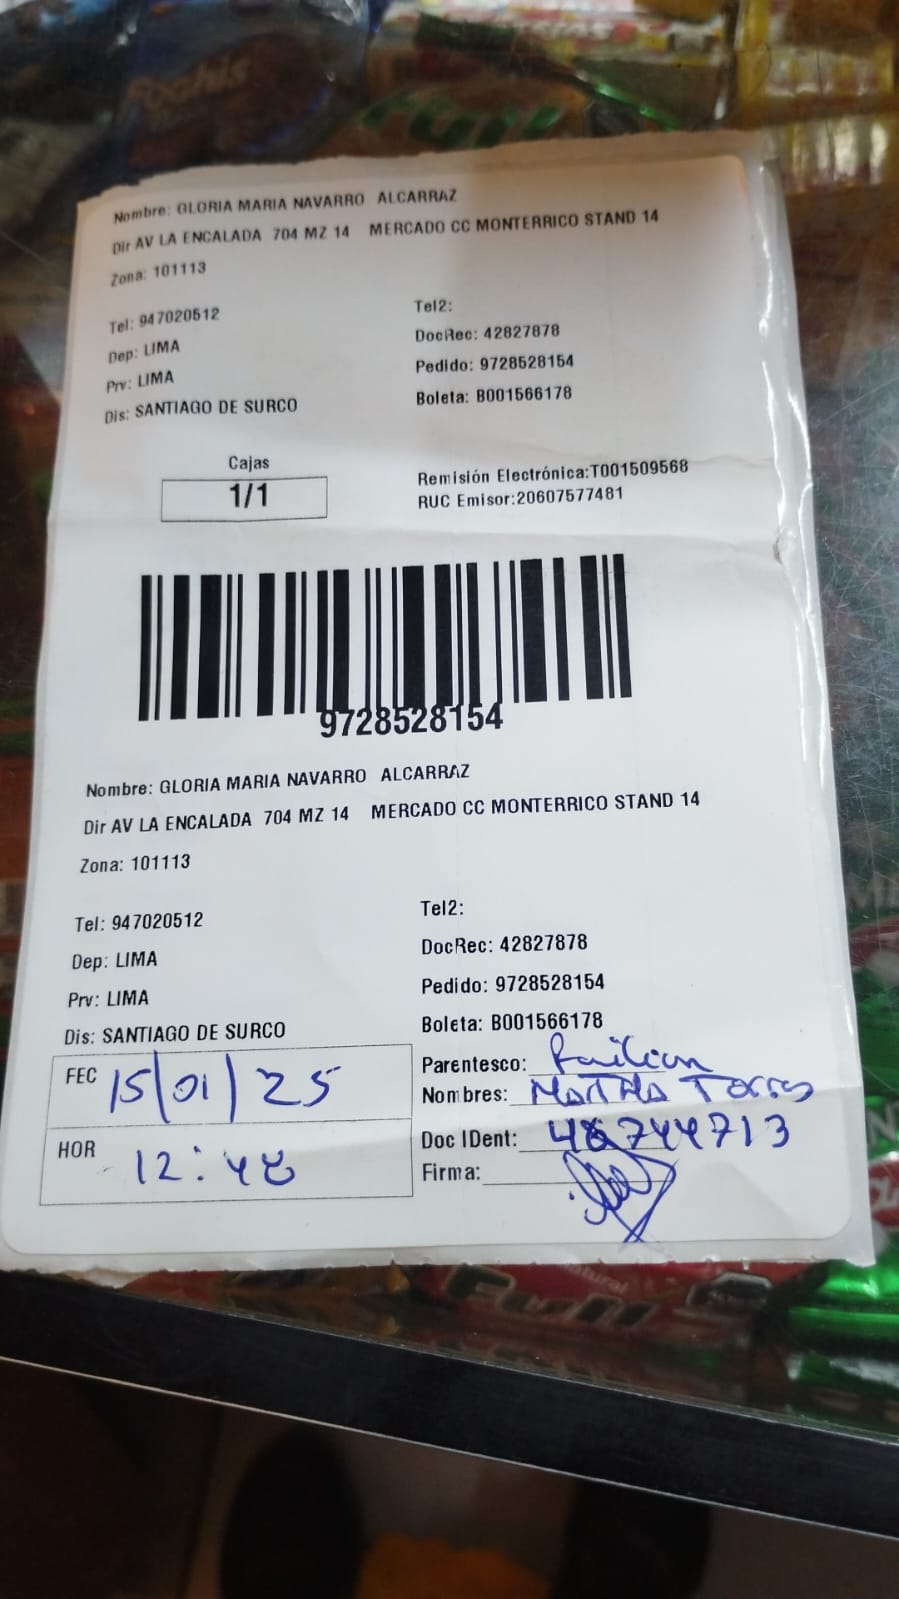 Nombre: GLORIA MARIA NAVARRO ALCARRAZ
Dir AV LA ENCALADA 704 MZ 14 MERCADO CC MONTERRICO STAND 14
Zona: 101113
Tel: 947020512
Dep: LIMA
Prv: LIMA
Dis: SANTIAGO DE SURCO
Tel2:
DocRec: 42827878
Pedido: 9728528154
Boleta: B001566178
Cajas
1/1
Remisión Electrónica:T001509568
RUC Emisor:20607577481
9728528154
Nombre: GLORIA MARIA NAVARRO ALCARRAZ
Dir AV LA ENCALADA 704 MZ 14 MERCADO CC MONTERRICO STAND 14
Zona: 101113
Tel: 947020512
Dep: LIMA
Prv: LIMA
Dis: SANTIAGO DE SURCO
Tel2:
DocRec: 42827878
Pedido: 9728528154
Boleta: B001566178
FEC 15/01/25
HOR 12:48
Parentesco:
Nombres: Martha Torres
Doc IDent:
Firma:
Full